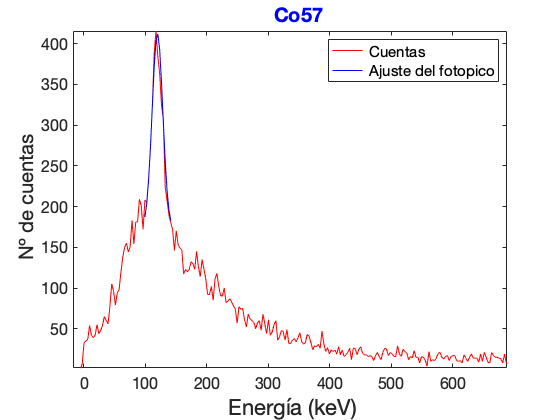 Co57
Cuentas
Ajuste del fotopico
Nº de cuentas
400
350
300
250
200
150
100
50
0 100 200 300 400 500 600
Energía (keV)